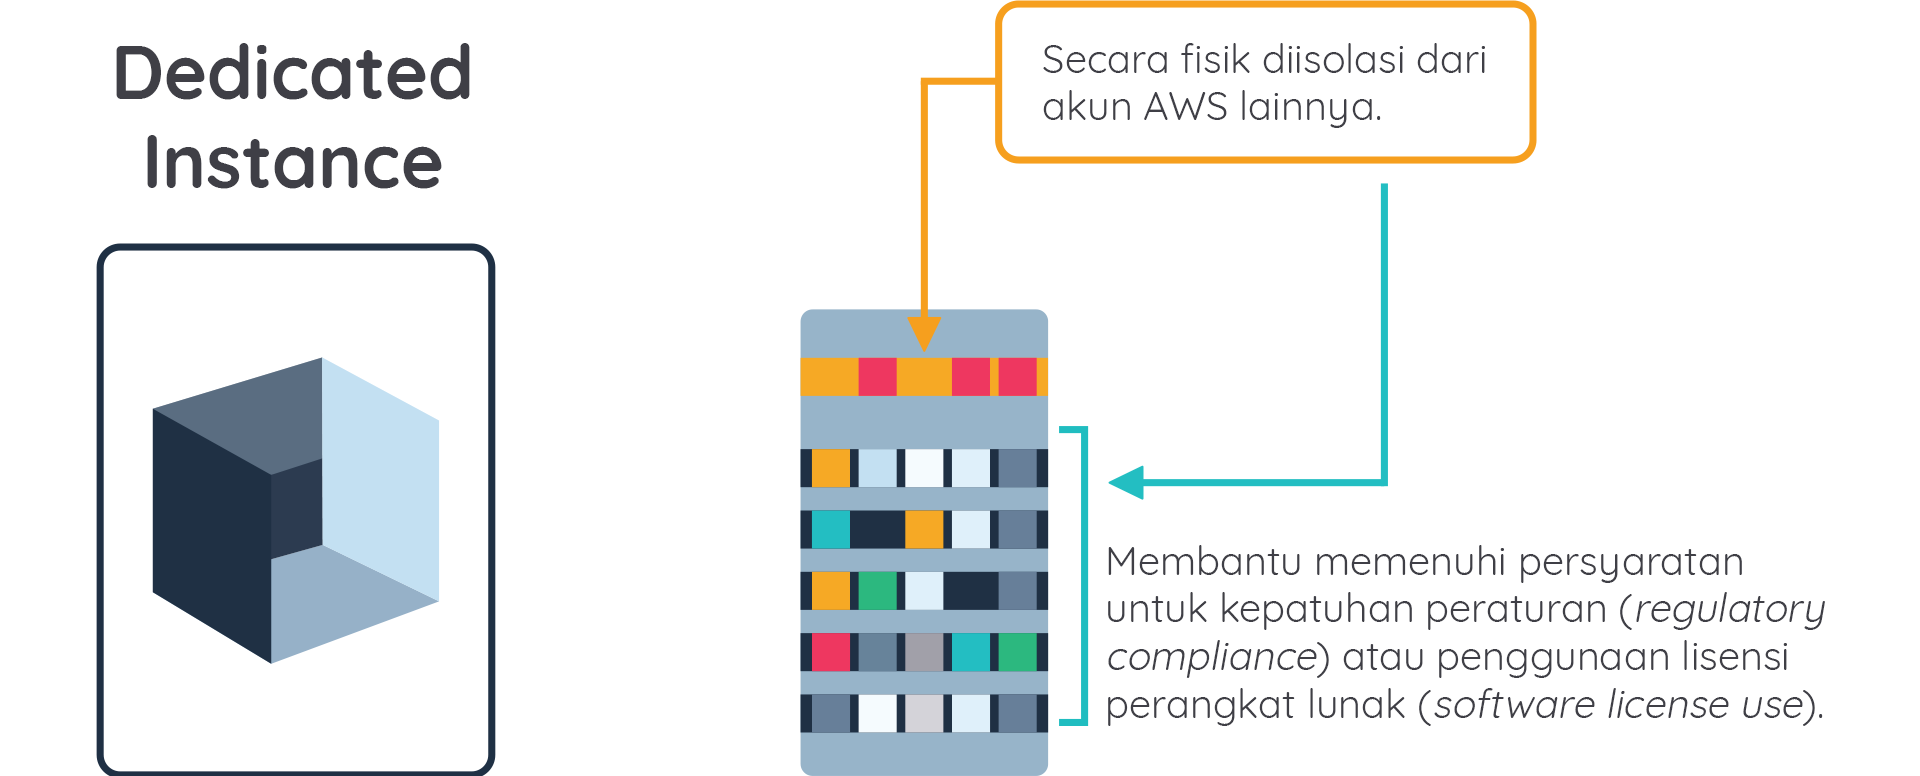 Dedicated
Instance
Secara fisik diisolasi dari
akun AWS lainnya.
Membantu memenuhi persyaratan
untuk kepatuhan peraturan (regulatory
compliance) atau penggunaan lisensi
perangkat lunak (software license use).